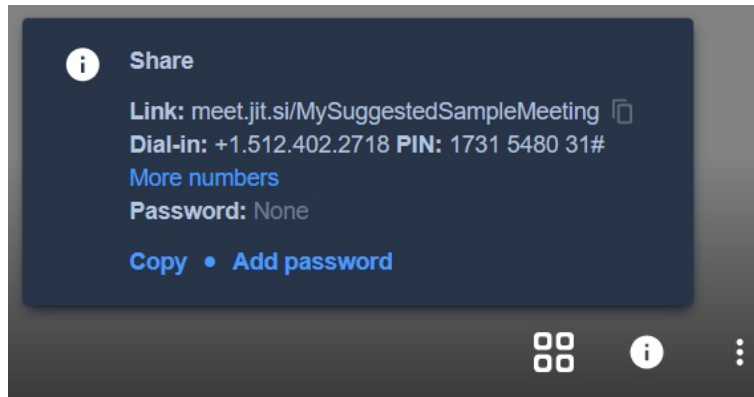 Share
Link: meet.jit.si/MySuggestedSampleMeeting
Dial-in: +1.512.402.2718 PIN: 1731 5480 31#
More numbers
Password: None
Copy • Add password